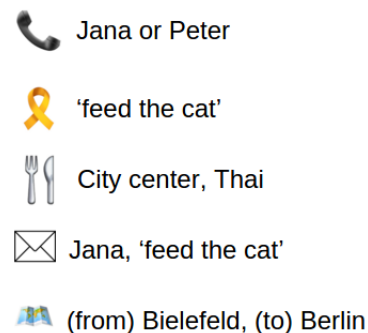 Jana or Peter
‘feed the cat’
City center, Thai
Jana, ‘feed the cat’
(from) Bielefeld, (to) Berlin